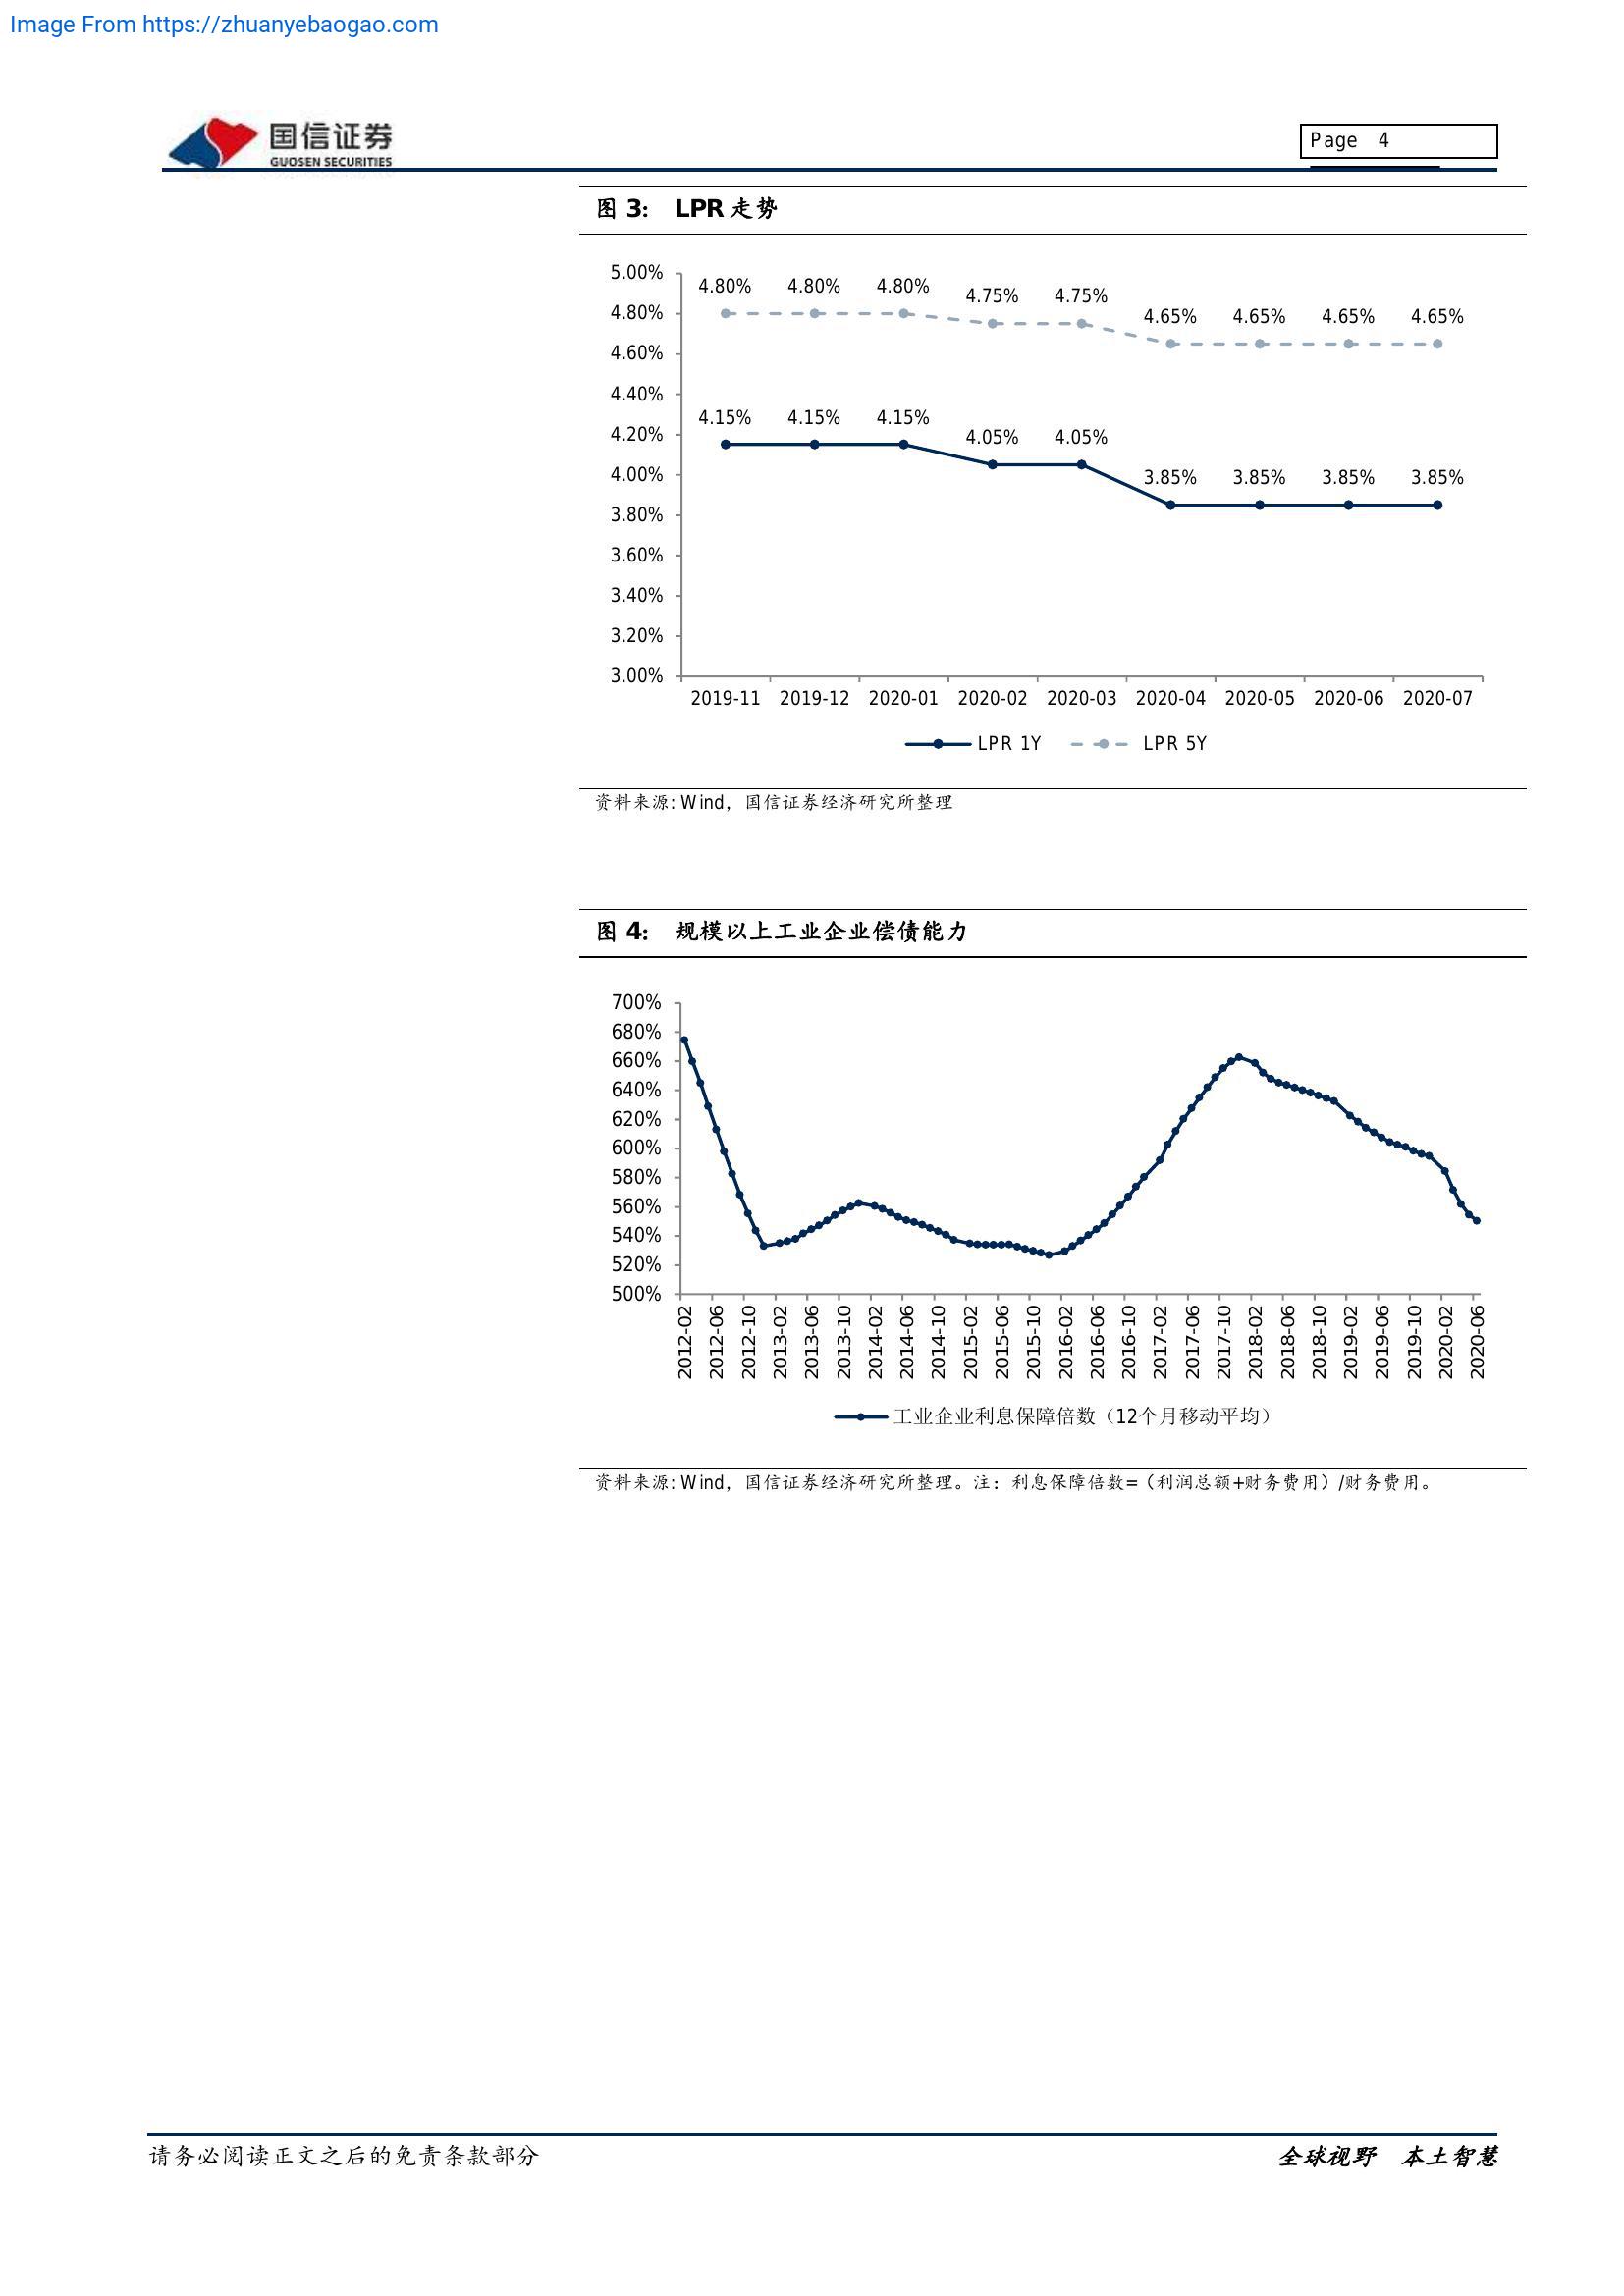 Image From https://zhuanyebaogao.com
国信证券
GUOSEN SECURITIES
Page 4
图 3： LPR 走势
5.00%
4.80%
4.60%
4.40%
4.20%
4.00%
3.80%
3.60%
3.40%
3.20%
3.00%
4.80% 4.80% 4.80% 4.75% 4.75% 4.65% 4.65% 4.65% 4.65%
4.15% 4.15% 4.15% 4.05% 4.05% 3.85% 3.85% 3.85% 3.85%
2019-11 2019-12 2020-01 2020-02 2020-03 2020-04 2020-05 2020-06 2020-07
LPR 1Y LPR 5Y
资料来源: Wind，国信证券经济研究所整理
图 4： 规模以上工业企业偿债能力
700%
680%
660%
640%
620%
600%
580%
560%
540%
520%
500%
2012-02 2012-06 2012-10 2013-02 2013-06 2013-10 2014-02 2014-06 2014-10 2015-02 2015-06 2015-10 2016-02 2016-06 2016-10 2017-02 2017-06 2017-10 2018-02 2018-06 2018-10 2019-02 2019-06 2019-10 2020-02 2020-06
工业企业利息保障倍数（12个月移动平均）
资料来源: Wind，国信证券经济研究所整理。注：利息保障倍数=（利润总额+财务费用）/财务费用。
请务必阅读正文之后的免责条款部分
全球视野 本土智慧